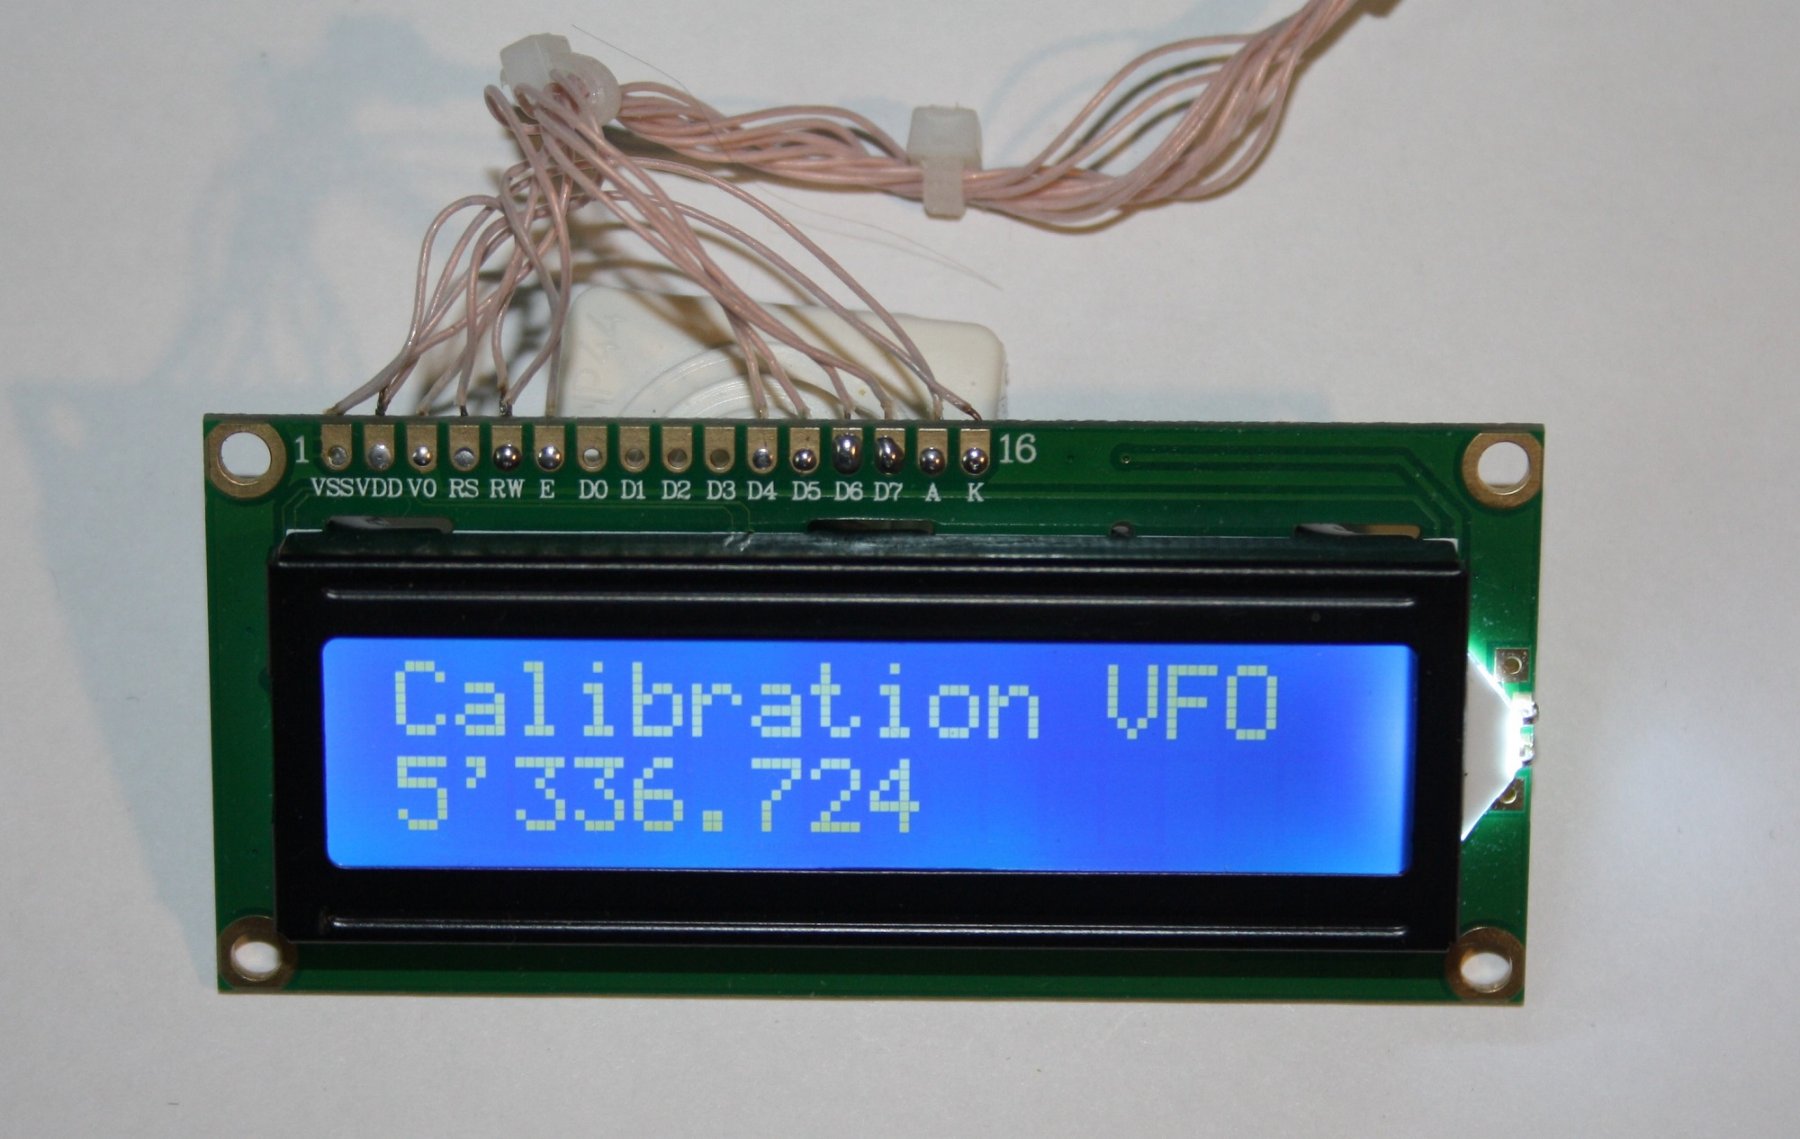 1 16
VSS VDD V0 RS RW E D0 D1 D2 D3 D4 D5 D6 D7 A K
Calibration VFO
5'336.724